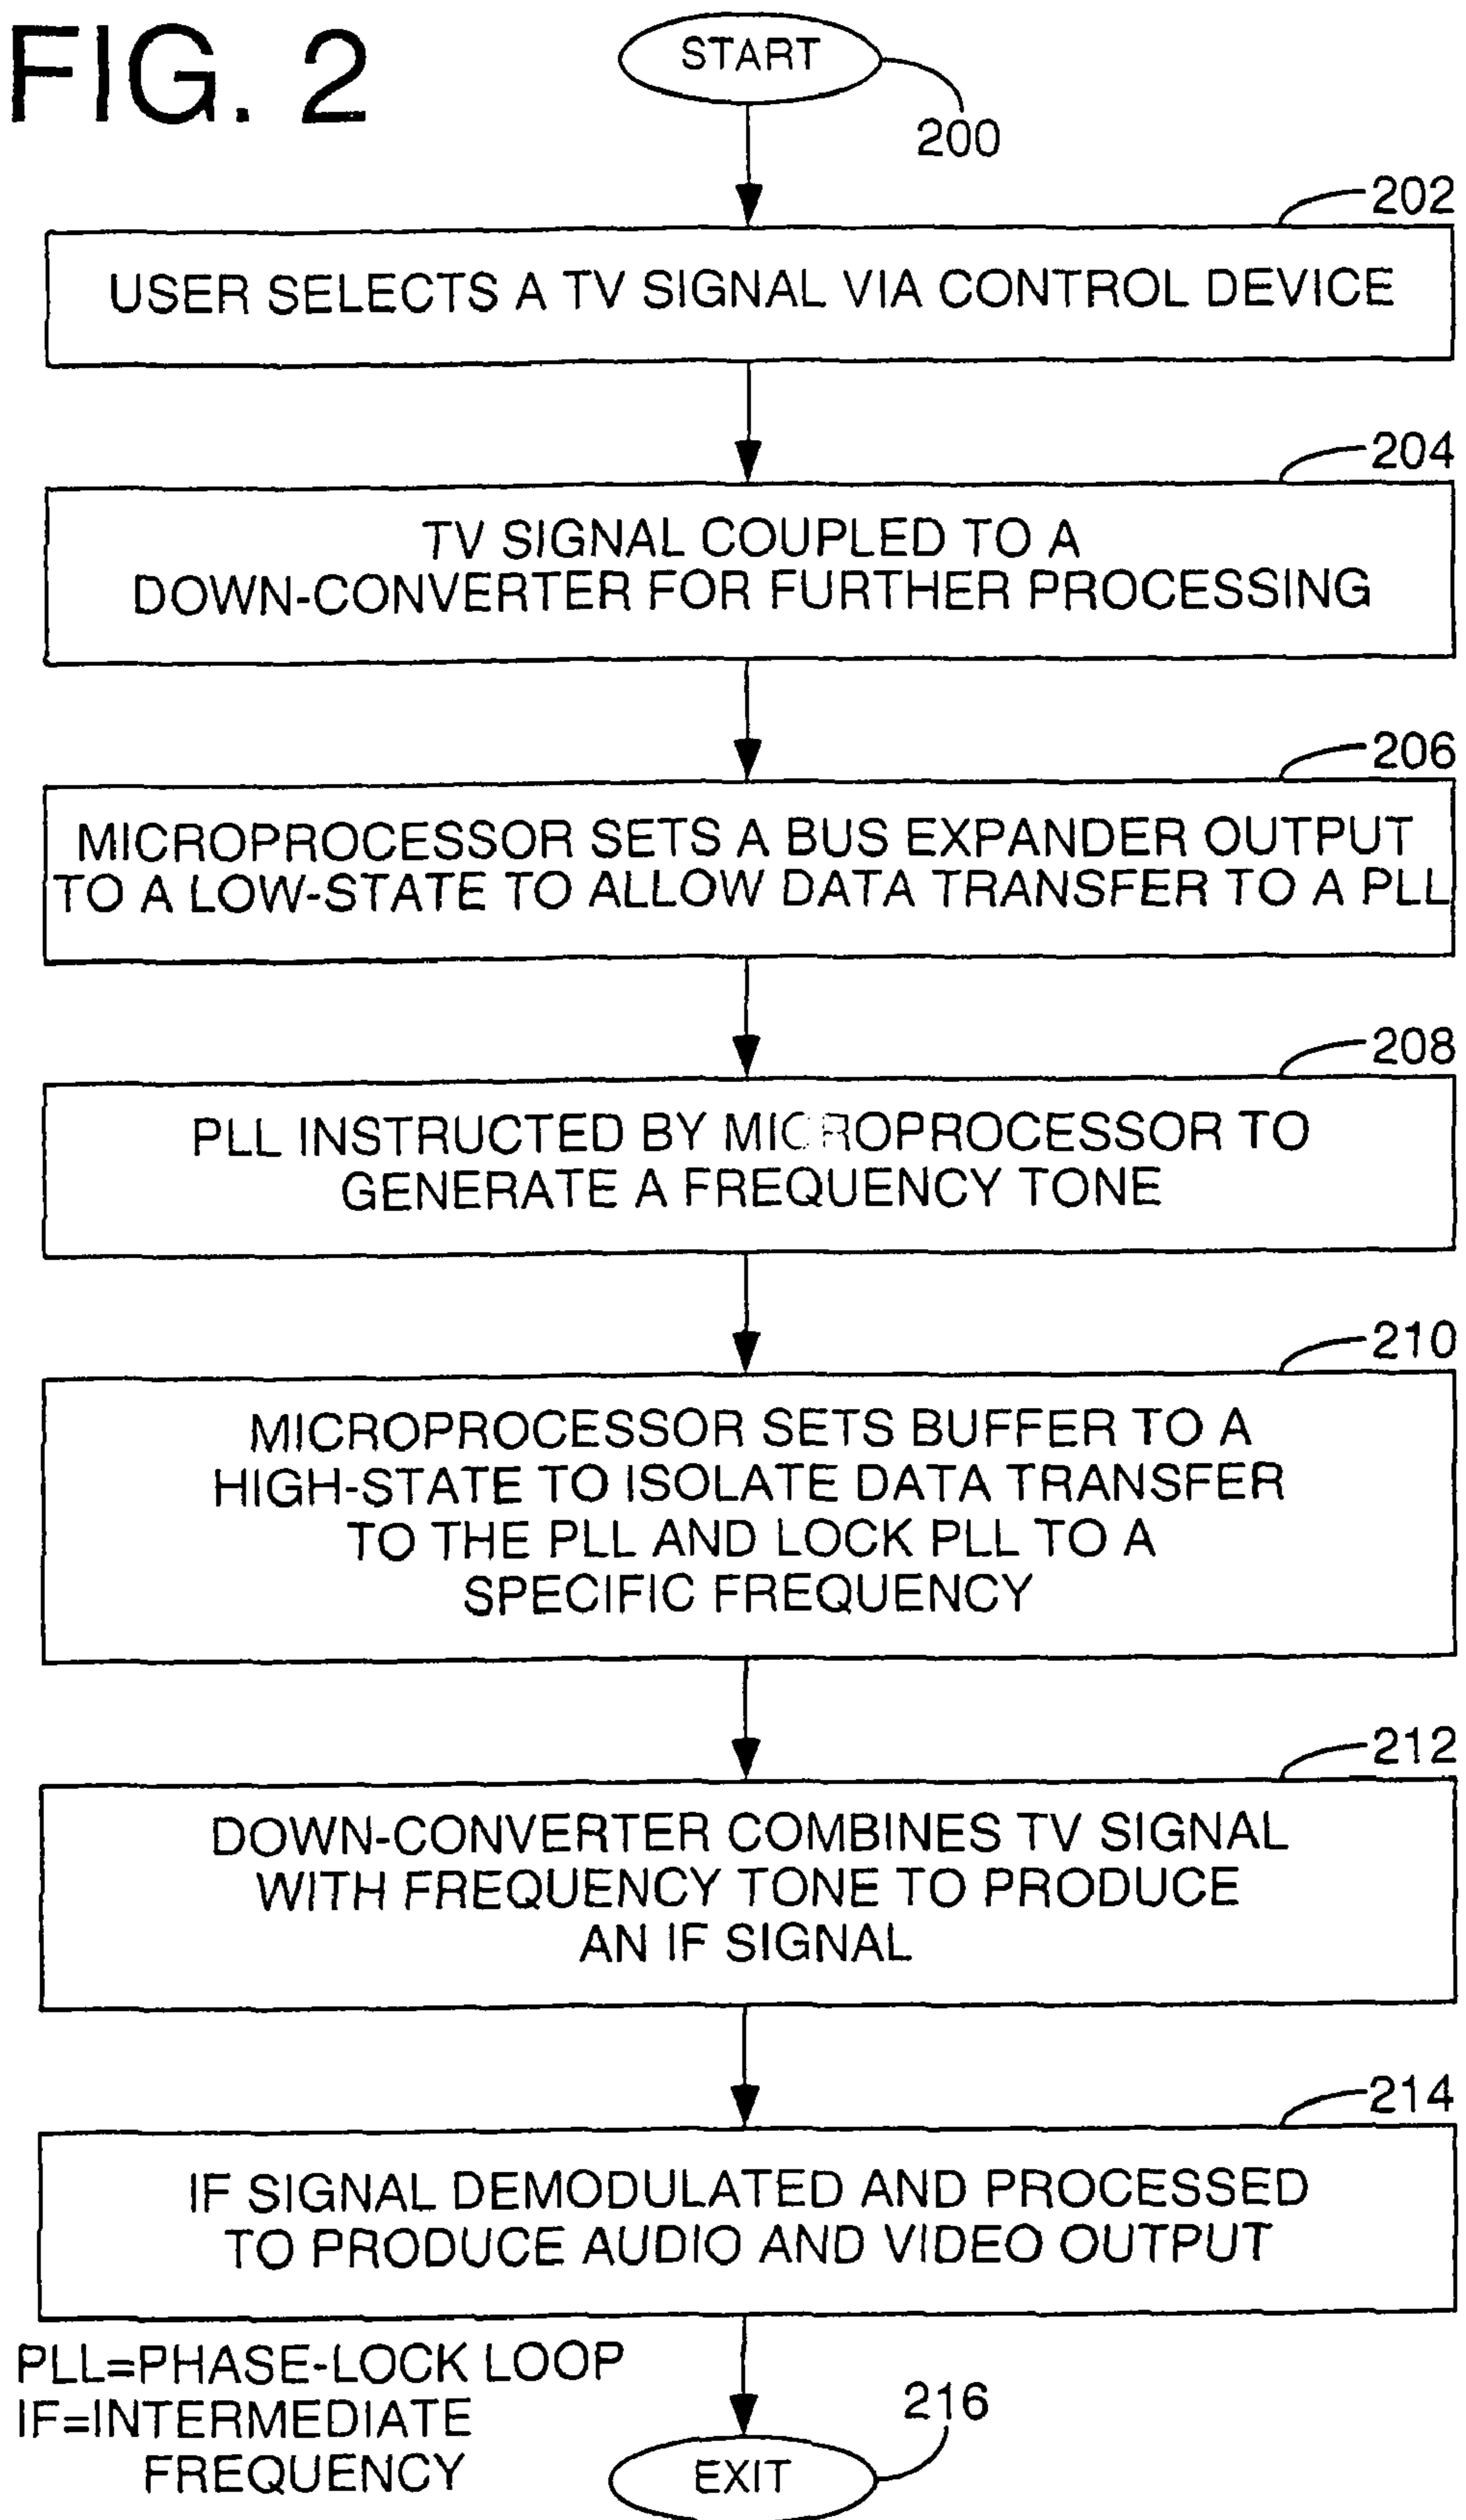 FIG. 2
START
200
202
USER SELECTS A TV SIGNAL VIA CONTROL DEVICE
204
TV SIGNAL COUPLED TO A
DOWN-CONVERTER FOR FURTHER PROCESSING
206
MICROPROCESSOR SETS A BUS EXPANDER OUTPUT
TO A LOW-STATE TO ALLOW DATA TRANSFER TO A PLL
208
PLL INSTRUCTED BY MICROPROCESSOR TO
GENERATE A FREQUENCY TONE
210
MICROPROCESSOR SETS BUFFER TO A
HIGH-STATE TO ISOLATE DATA TRANSFER
TO THE PLL AND LOCK PLL TO A
SPECIFIC FREQUENCY
212
DOWN-CONVERTER COMBINES TV SIGNAL
WITH FREQUENCY TONE TO PRODUCE
AN IF SIGNAL
214
IF SIGNAL DEMODULATED AND PROCESSED
TO PRODUCE AUDIO AND VIDEO OUTPUT
PLL=PHASE-LOCK LOOP
IF=INTERMEDIATE
FREQUENCY
216
EXIT